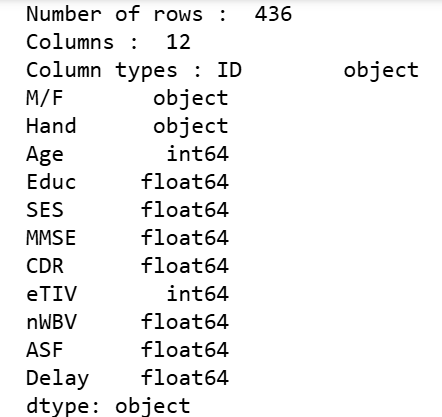 Number of rows :  436
Columns :  12
Column types : ID          object
M/F          object
Hand         object
Age           int64
Educ        float64
SES         float64
MMSE        float64
CDR         float64
eTIV          int64
nWBV        float64
ASF         float64
Delay       float64
dtype: object